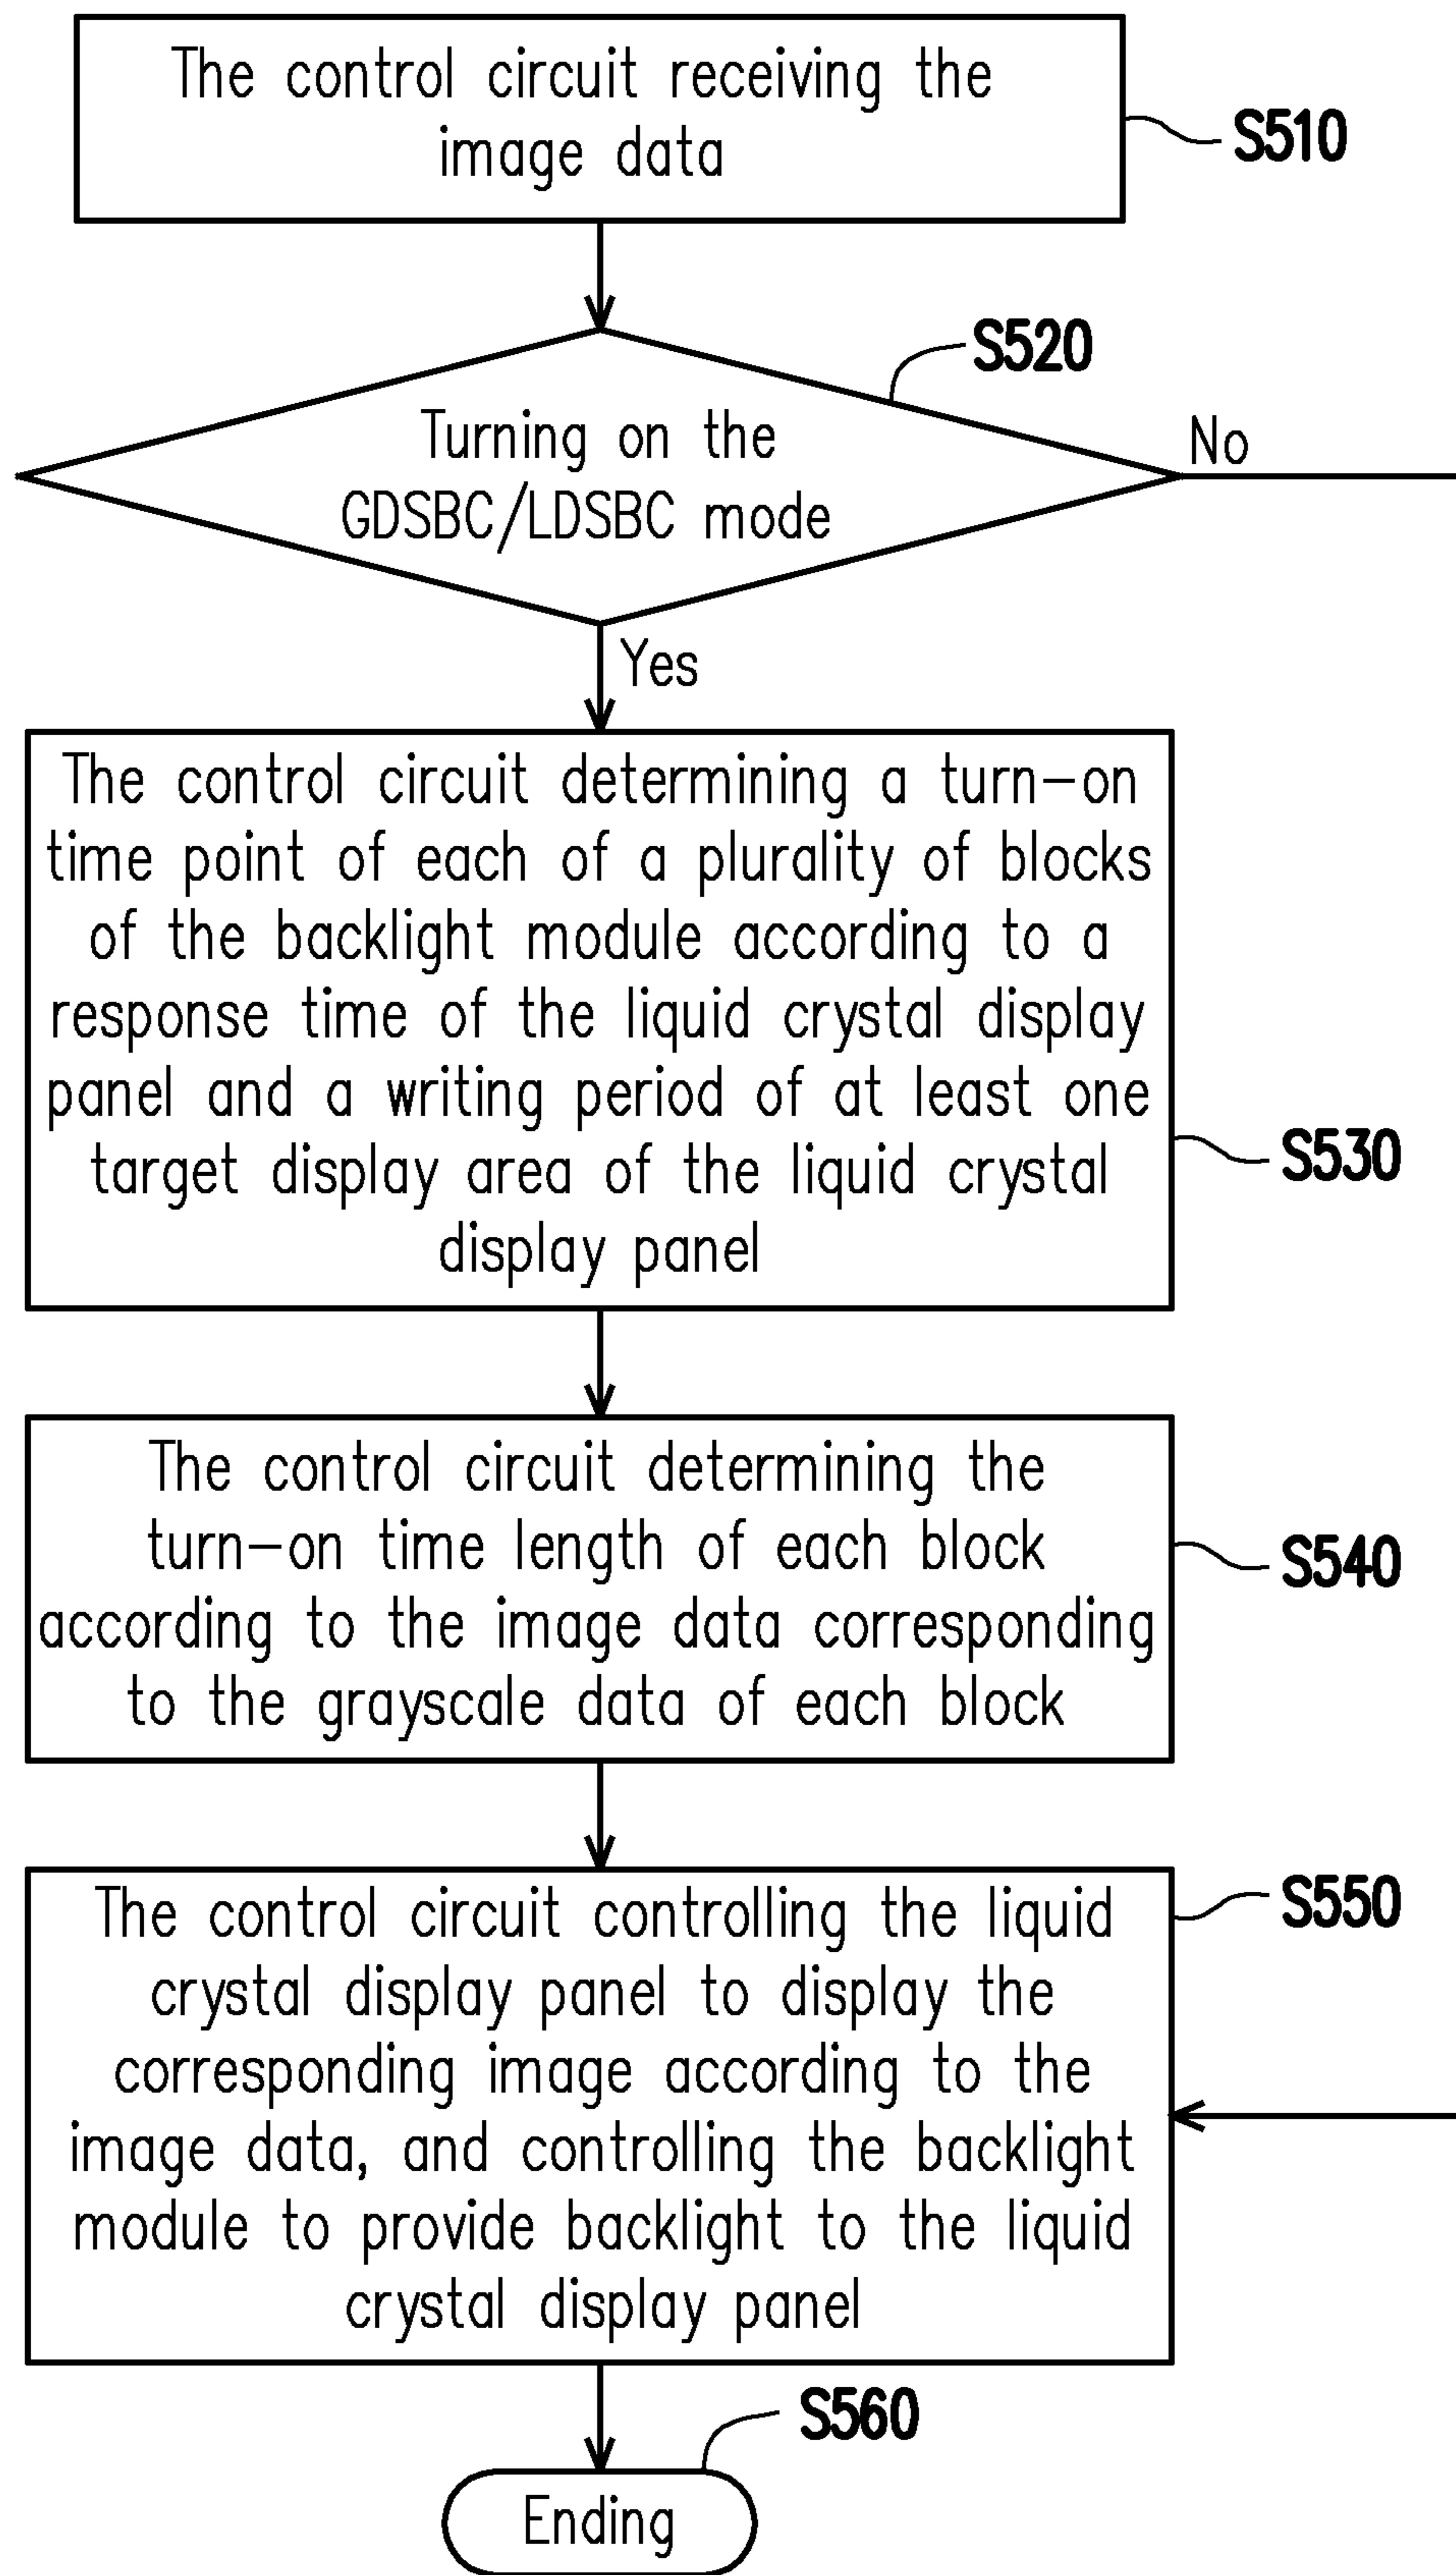 The control circuit receiving the
image data
S510
S520
Turning on the
GDSBC/LDSBC mode
No
Yes
The control circuit determining a turn-on
time point of each of a plurality of blocks
of the backlight module according to a
response time of the liquid crystal display
panel and a writing period of at least one
target display area of the liquid crystal
display panel
S530
The control circuit determining the
turn-on time length of each block
according to the image data corresponding
to the grayscale data of each block
S540
The control circuit controlling the liquid
crystal display panel to display the
corresponding image according to the
image data, and controlling the backlight
module to provide backlight to the liquid
crystal display panel
S550
S560
Ending